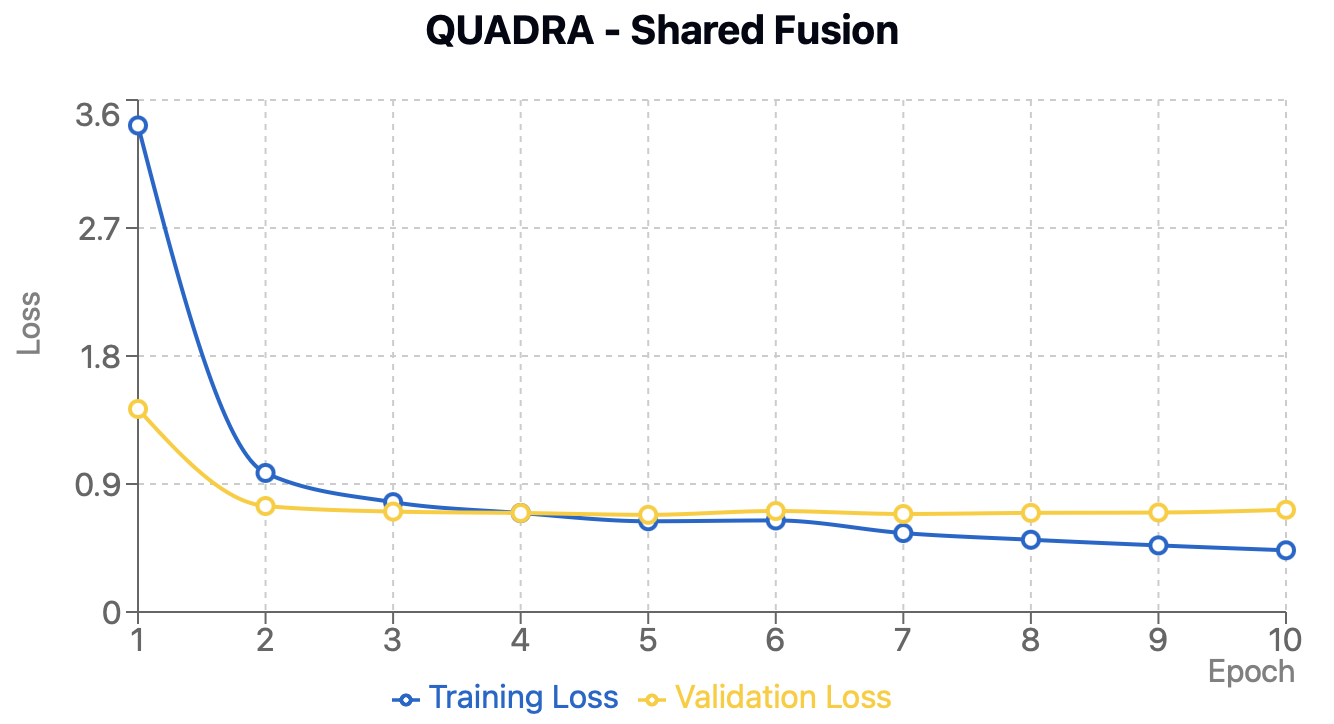 QUADRA - Shared Fusion
3.6
2.7
1.8
0.9
0
Loss
1 2 3 4 5 6 7 8 9 10
Epoch
Training Loss Validation Loss